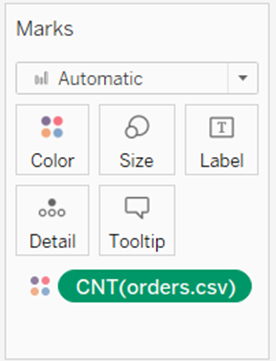 Marks
Automatic
Color Size Label
Detail Tooltip
CNT(orders.csv)